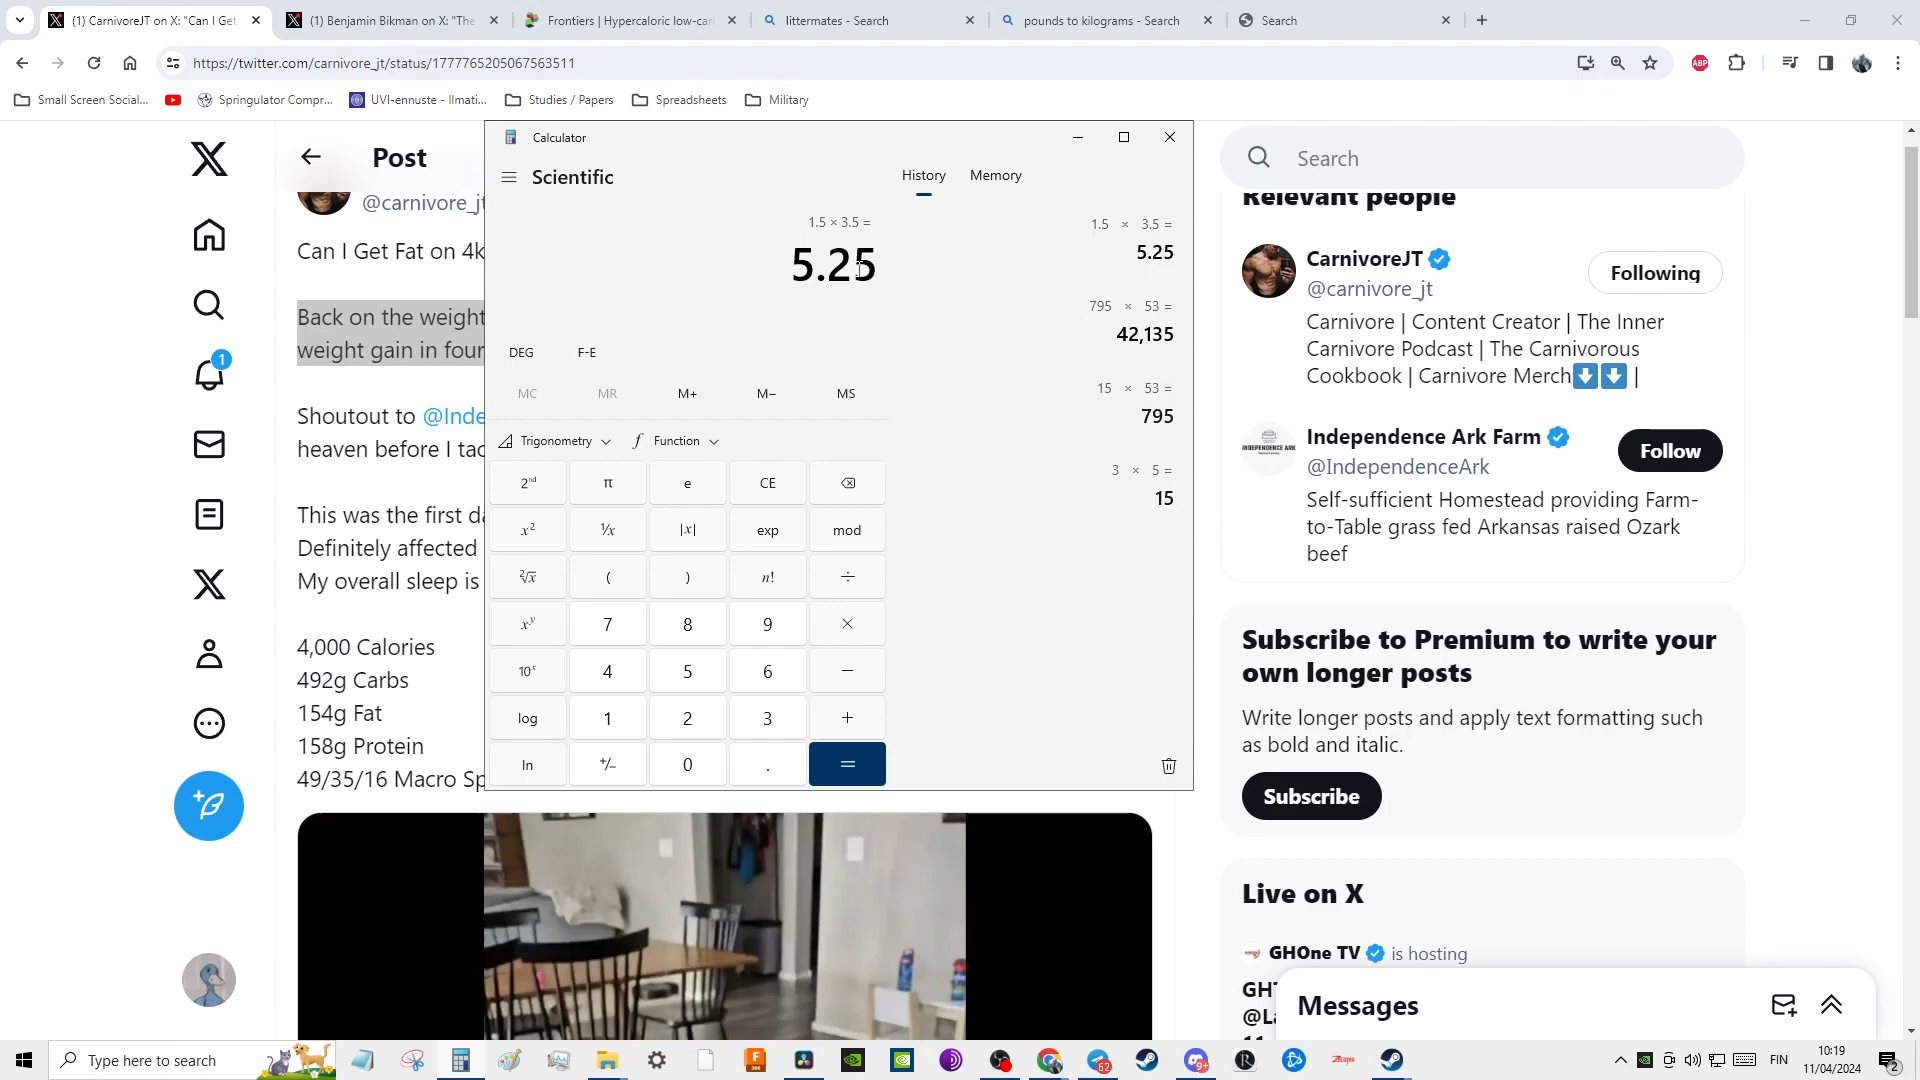 (1) CarnivoreJT on X: "Can I Get
(1) Benjamin Bikman on X: "The
Frontiers | Hypercaloric low-car
littermates - Search
pounds to kilograms - Search
Search
https://twitter.com/carnivore_jt/status/1777765205067563511
ABP
Small Screen Social...
Springulator Compr...
UVI-ennuste - Ilmati...
Studies / Papers
Spreadsheets
Military
Post
@carnivore_jt
Can I Get Fat on 4k
Back on the weight
weight gain in four
Shoutout to @Inde
heaven before I tac
This was the first da
Definitely affected
My overall sleep is
4,000 Calories
492g Carbs
154g Fat
158g Protein
49/35/16 Macro Sp
1
Calculator
Scientific
History
Memory
1.5 × 3.5 =
5.25
DEG
F-E
MC
MR
M+
M−
MS
Trigonometry
Function
2nd
π
e
CE
x2
1/x
|x|
exp
mod
2√x
(
)
n!
÷
xy
7
8
9
×
10x
4
5
6
−
log
1
2
3
+
ln
+/−
0
.
=
1.5 × 3.5 =
5.25
795 × 53 =
42,135
15 × 53 =
795
3 × 5 =
15
Search
Relevant people
CarnivoreJT
@carnivore_jt
Following
Carnivore | Content Creator | The Inner
Carnivore Podcast | The Carnivorous
Cookbook | Carnivore Merch⬇️⬇️ |
Independence Ark Farm
@IndependenceArk
Follow
Self-sufficient Homestead providing Farm-
to-Table grass fed Arkansas raised Ozark
beef
Subscribe to Premium to write your
own longer posts
Write longer posts and apply text formatting such
as bold and italic.
Subscribe
Live on X
GHOne TV is hosting
Messages
Type here to search
62
9+
FIN
10:19
11/04/2024
2